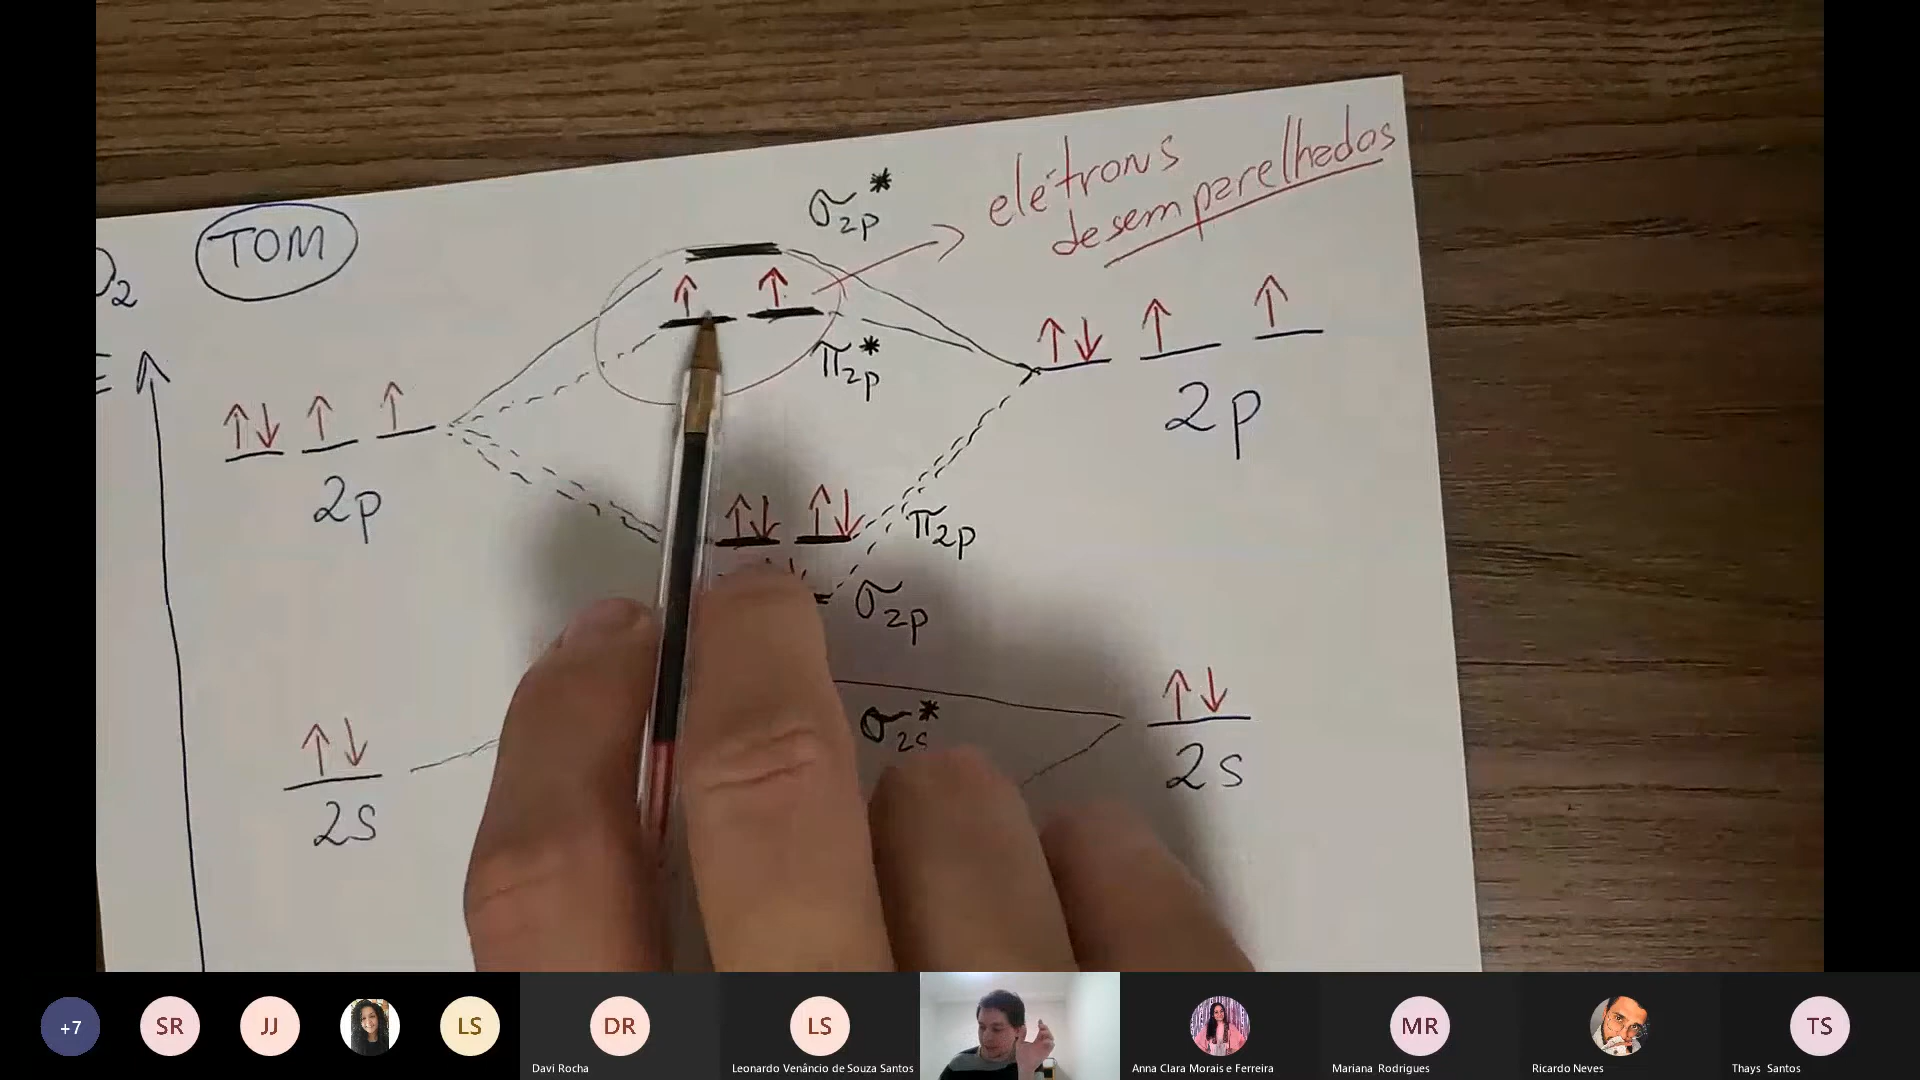 elétrons
desemparelhados
σ2p*
O2
TOM
E
π2p*
2p
2p
π2p
σ2p
σ2s*
2s
2s
+7
SR
JJ
LS
DR
LS
MR
TS
Davi Rocha
Leonardo Venâncio de Souza Santos
Anna Clara Morais e Ferreira
Mariana Rodrigues
Ricardo Neves
Thays Santos